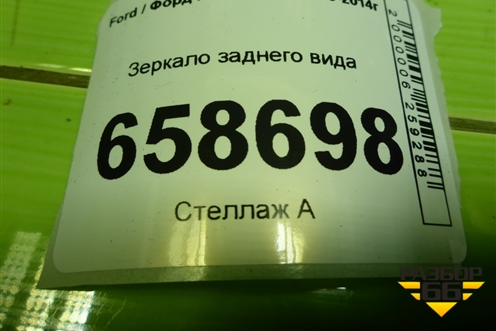 Ford / Форд 2014г
Зеркало заднего вида
658698
Стеллаж А
2000006259288
РАЗБОР
66